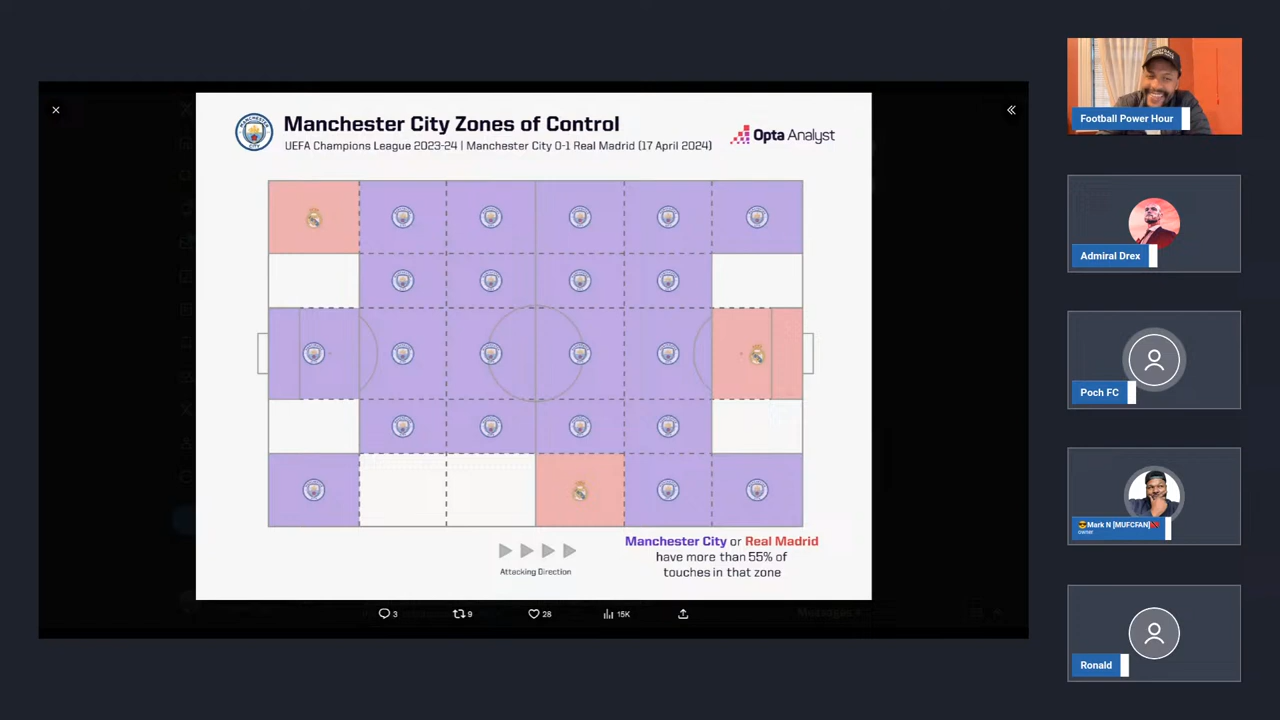 Manchester City Zones of Control
UEFA Champions League 2023-24 | Manchester City 0-1 Real Madrid (17 April 2024)
Opta Analyst
Attacking Direction
Manchester City or Real Madrid
have more than 55% of
touches in that zone
3
9
28
15K
Football Power Hour
Admiral Drex
Poch FC
😎Mark N [MUFCFAN]
owner
Ronald